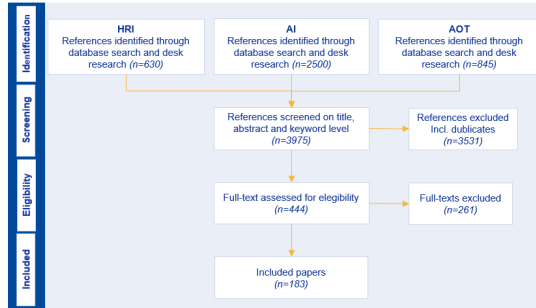 Identification
HRI
References identified through
database search and desk
research (n=630)
AI
References identified through
database search and desk
research (n=2500)
AOT
References identified through
database search and desk
research (n=845)
Screening
References screened on title,
abstract and keyword level
(n=3975)
References excluded
Incl. dublicates
(n=3531)
Eligibility
Full-text assessed for elegibility
(n=444)
Full-texts excluded
(n=261)
Included
Included papers
(n=183)